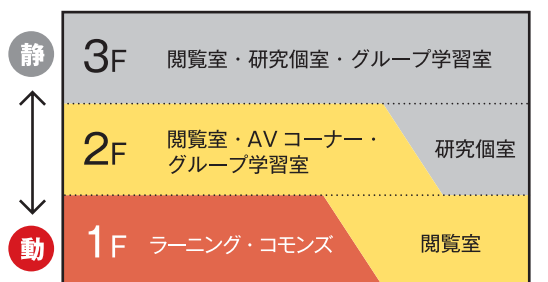 静
3F 閲覧室・研究個室・グループ学習室
2F 閲覧室・AVコーナー・
グループ学習室
研究個室
動
1F ラーニング・コモンズ
閲覧室